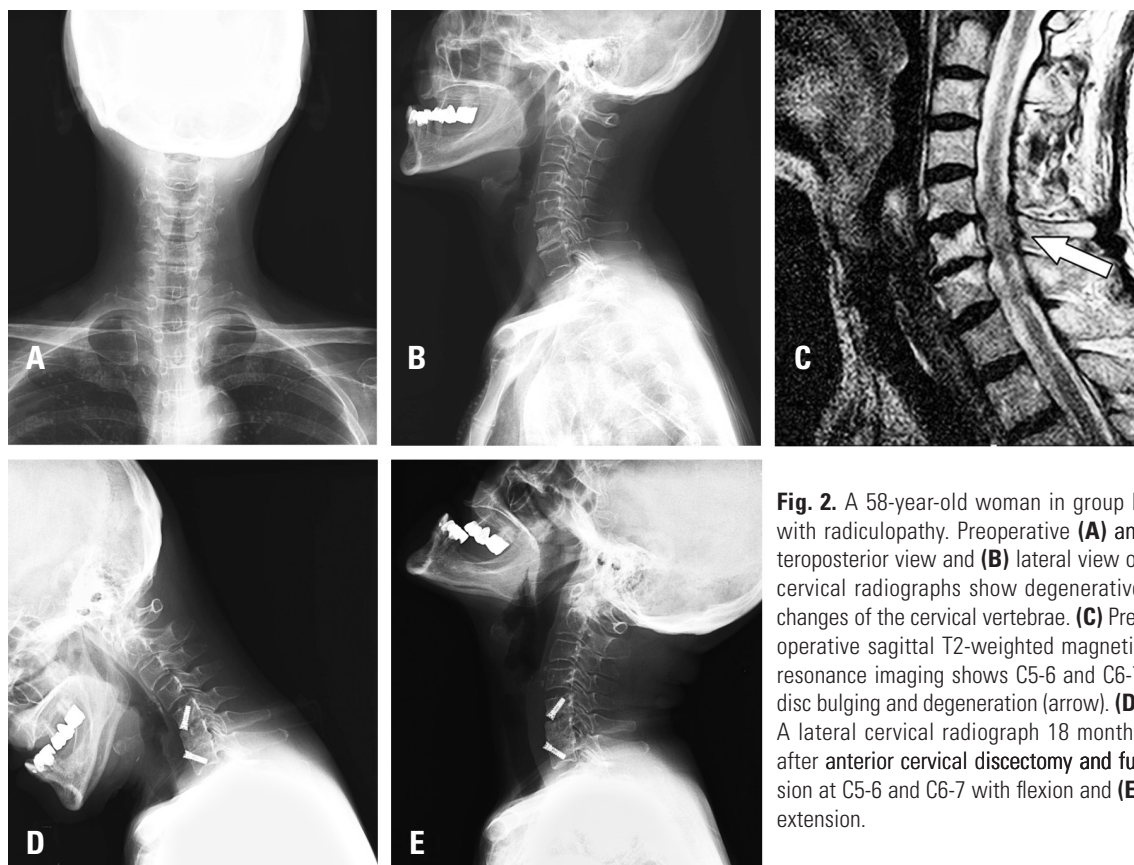 A
B
C
D
E
Fig. 2. A 58-year-old woman in group
with radiculopathy. Preoperative (A) an
teroposterior view and (B) lateral view o
cervical radiographs show degenerative
changes of the cervical vertebrae. (C) Pre
operative sagittal T2-weighted magneti
resonance imaging shows C5-6 and C6-
disc bulging and degeneration (arrow). (D
A lateral cervical radiograph 18 month
after anterior cervical discectomy and fu
sion at C5-6 and C6-7 with flexion and (E
extension.